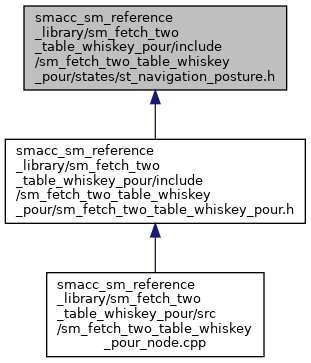 smacc_sm_reference
_library/sm_fetch_two
_table_whiskey_pour/include
/sm_fetch_two_table_whiskey
_pour/states/st_navigation_posture.h
smacc_sm_reference
_library/sm_fetch_two
_table_whiskey_pour/include
/sm_fetch_two_table_whiskey
_pour/sm_fetch_two_table_whiskey_pour.h
smacc_sm_reference
_library/sm_fetch_two
_table_whiskey_pour/src
/sm_fetch_two_table_whiskey
_pour_node.cpp